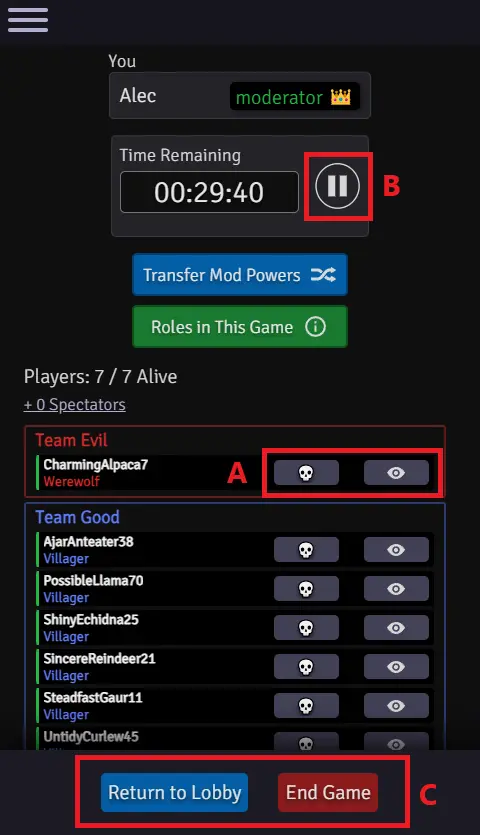 You
Alec
moderator
Time Remaining
00:29:40
B
Transfer Mod Powers
Roles in This Game
Players: 7 / 7 Alive
+ 0 Spectators
Team Evil
CharmingAlpaca7
Werewolf
A
Team Good
AjarAnteater38
Villager
PossibleLlama70
Villager
ShinyEchidna25
Villager
SincereReindeer21
Villager
SteadfastGaur11
Villager
UntidyCurlew45
Villager
Return to Lobby
End Game
C